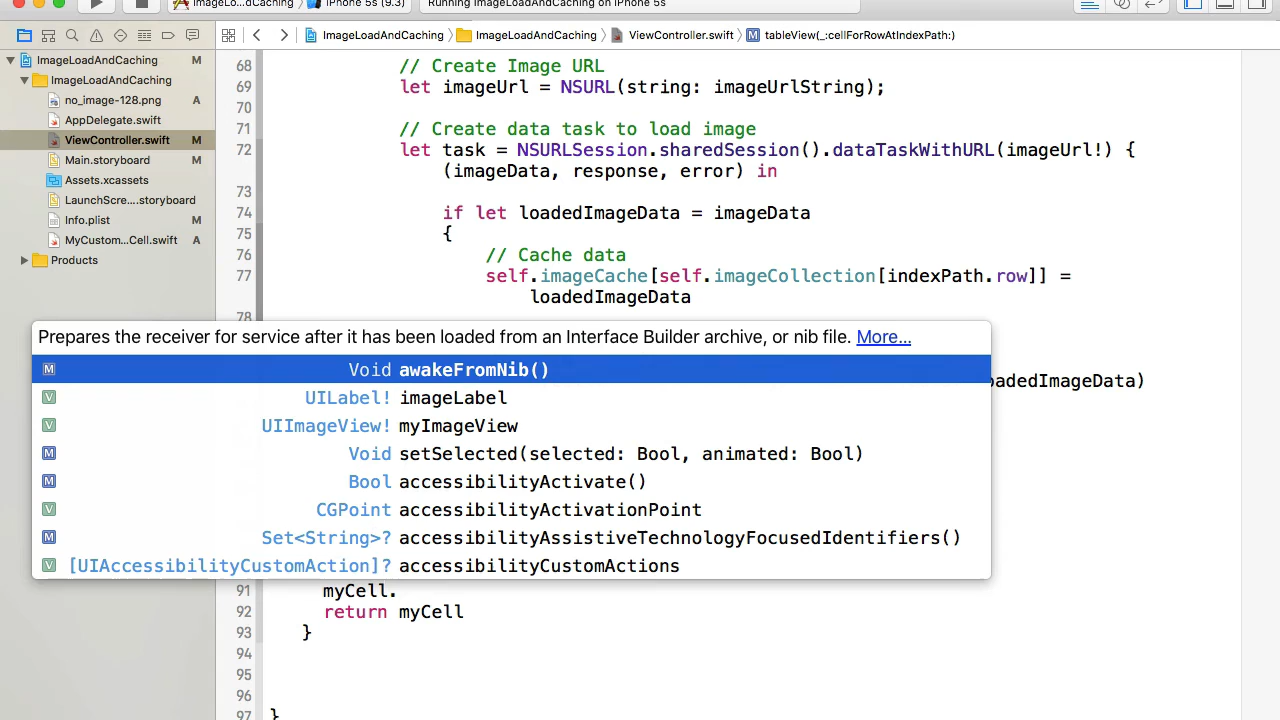 ImageLo...dCaching
iPhone 5s (9.3)
Running ImageLoadAndCaching on iPhone 5s
ImageLoadAndCaching
ImageLoadAndCaching
ViewController.swift
tableView(_:cellForRowAtIndexPath:)
ImageLoadAndCaching M
ImageLoadAndCaching
no_image-128.png A
AppDelegate.swift
ViewController.swift M
Main.storyboard M
Assets.xcassets
LaunchScre....storyboard
Info.plist M
MyCustom...Cell.swift A
Products
68 // Create Image URL
69 let imageUrl = NSURL(string: imageUrlString);
70
71 // Create data task to load image
72 let task = NSURLSession.sharedSession().dataTaskWithURL(imageUrl!) {
(imageData, response, error) in
73
74 if let loadedImageData = imageData
75 {
76 // Cache data
77 self.imageCache[self.imageCollection[indexPath.row]] =
loadedImageData
78
Prepares the receiver for service after it has been loaded from an Interface Builder archive, or nib file. More...
M Void awakeFromNib()
V UILabel! imageLabel
oadedImageData)
V UIImageView! myImageView
M Void setSelected(selected: Bool, animated: Bool)
M Bool accessibilityActivate()
V CGPoint accessibilityActivationPoint
M Set<String>? accessibilityAssistiveTechnologyFocusedIdentifiers()
V [UIAccessibilityCustomAction]? accessibilityCustomActions
91 myCell.
92 return myCell
93 }
94
95
96
97 }